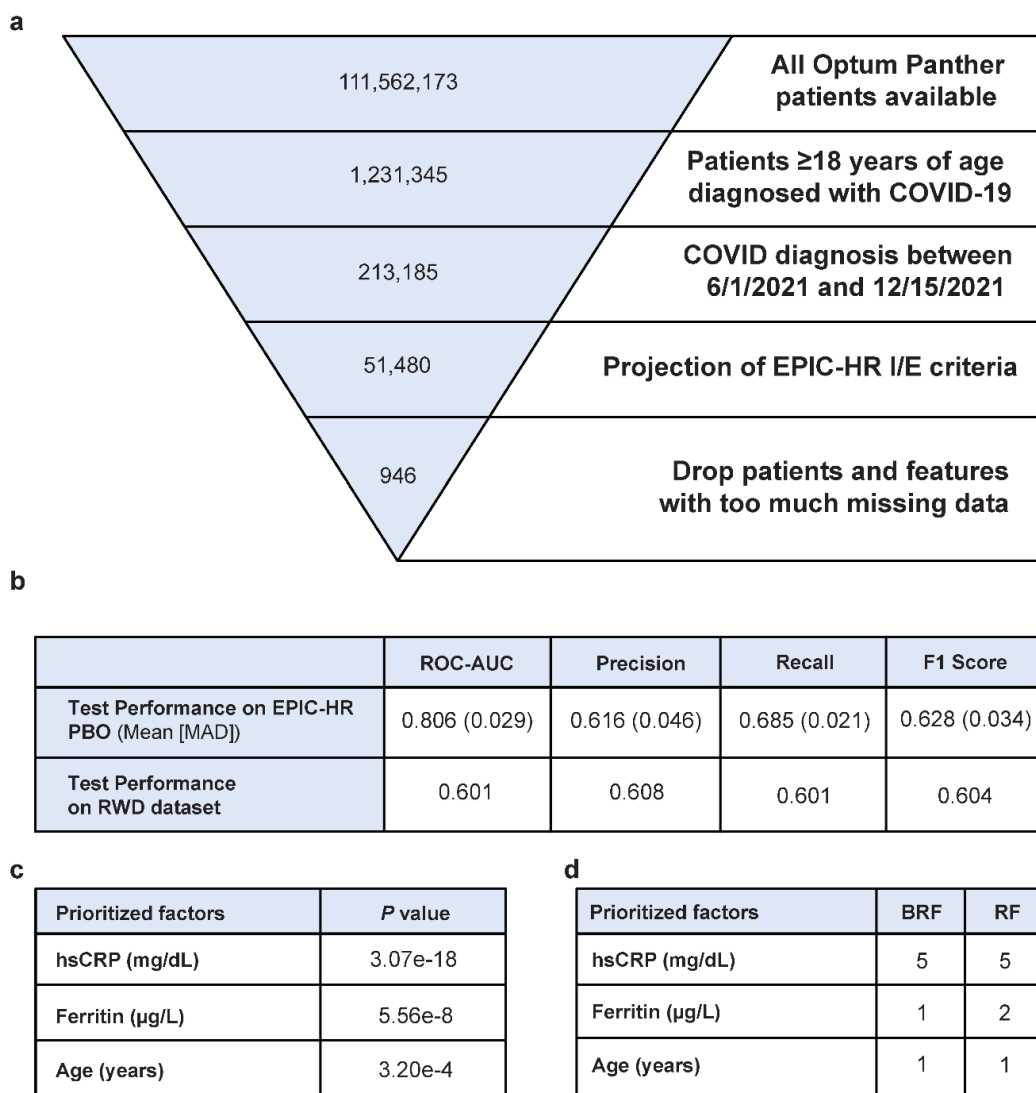 a
111,562,173
All Optum Panther
patients available
1,231,345
Patients ≥18 years of age
diagnosed with COVID-19
213,185
COVID diagnosis between
6/1/2021 and 12/15/2021
51,480
Projection of EPIC-HR I/E criteria
946
Drop patients and features
with too much missing data
b
ROC-AUC Precision Recall F1 Score
Test Performance on EPIC-HR
PBO (Mean [MAD])
0.806 (0.029) 0.616 (0.046) 0.685 (0.021) 0.628 (0.034)
Test Performance
on RWD dataset
0.601 0.608 0.601 0.604
c
Prioritized factors P value
hsCRP (mg/dL) 3.07e-18
Ferritin (µg/L) 5.56e-8
Age (years) 3.20e-4
d
Prioritized factors BRF RF
hsCRP (mg/dL) 5 5
Ferritin (µg/L) 1 2
Age (years) 1 1